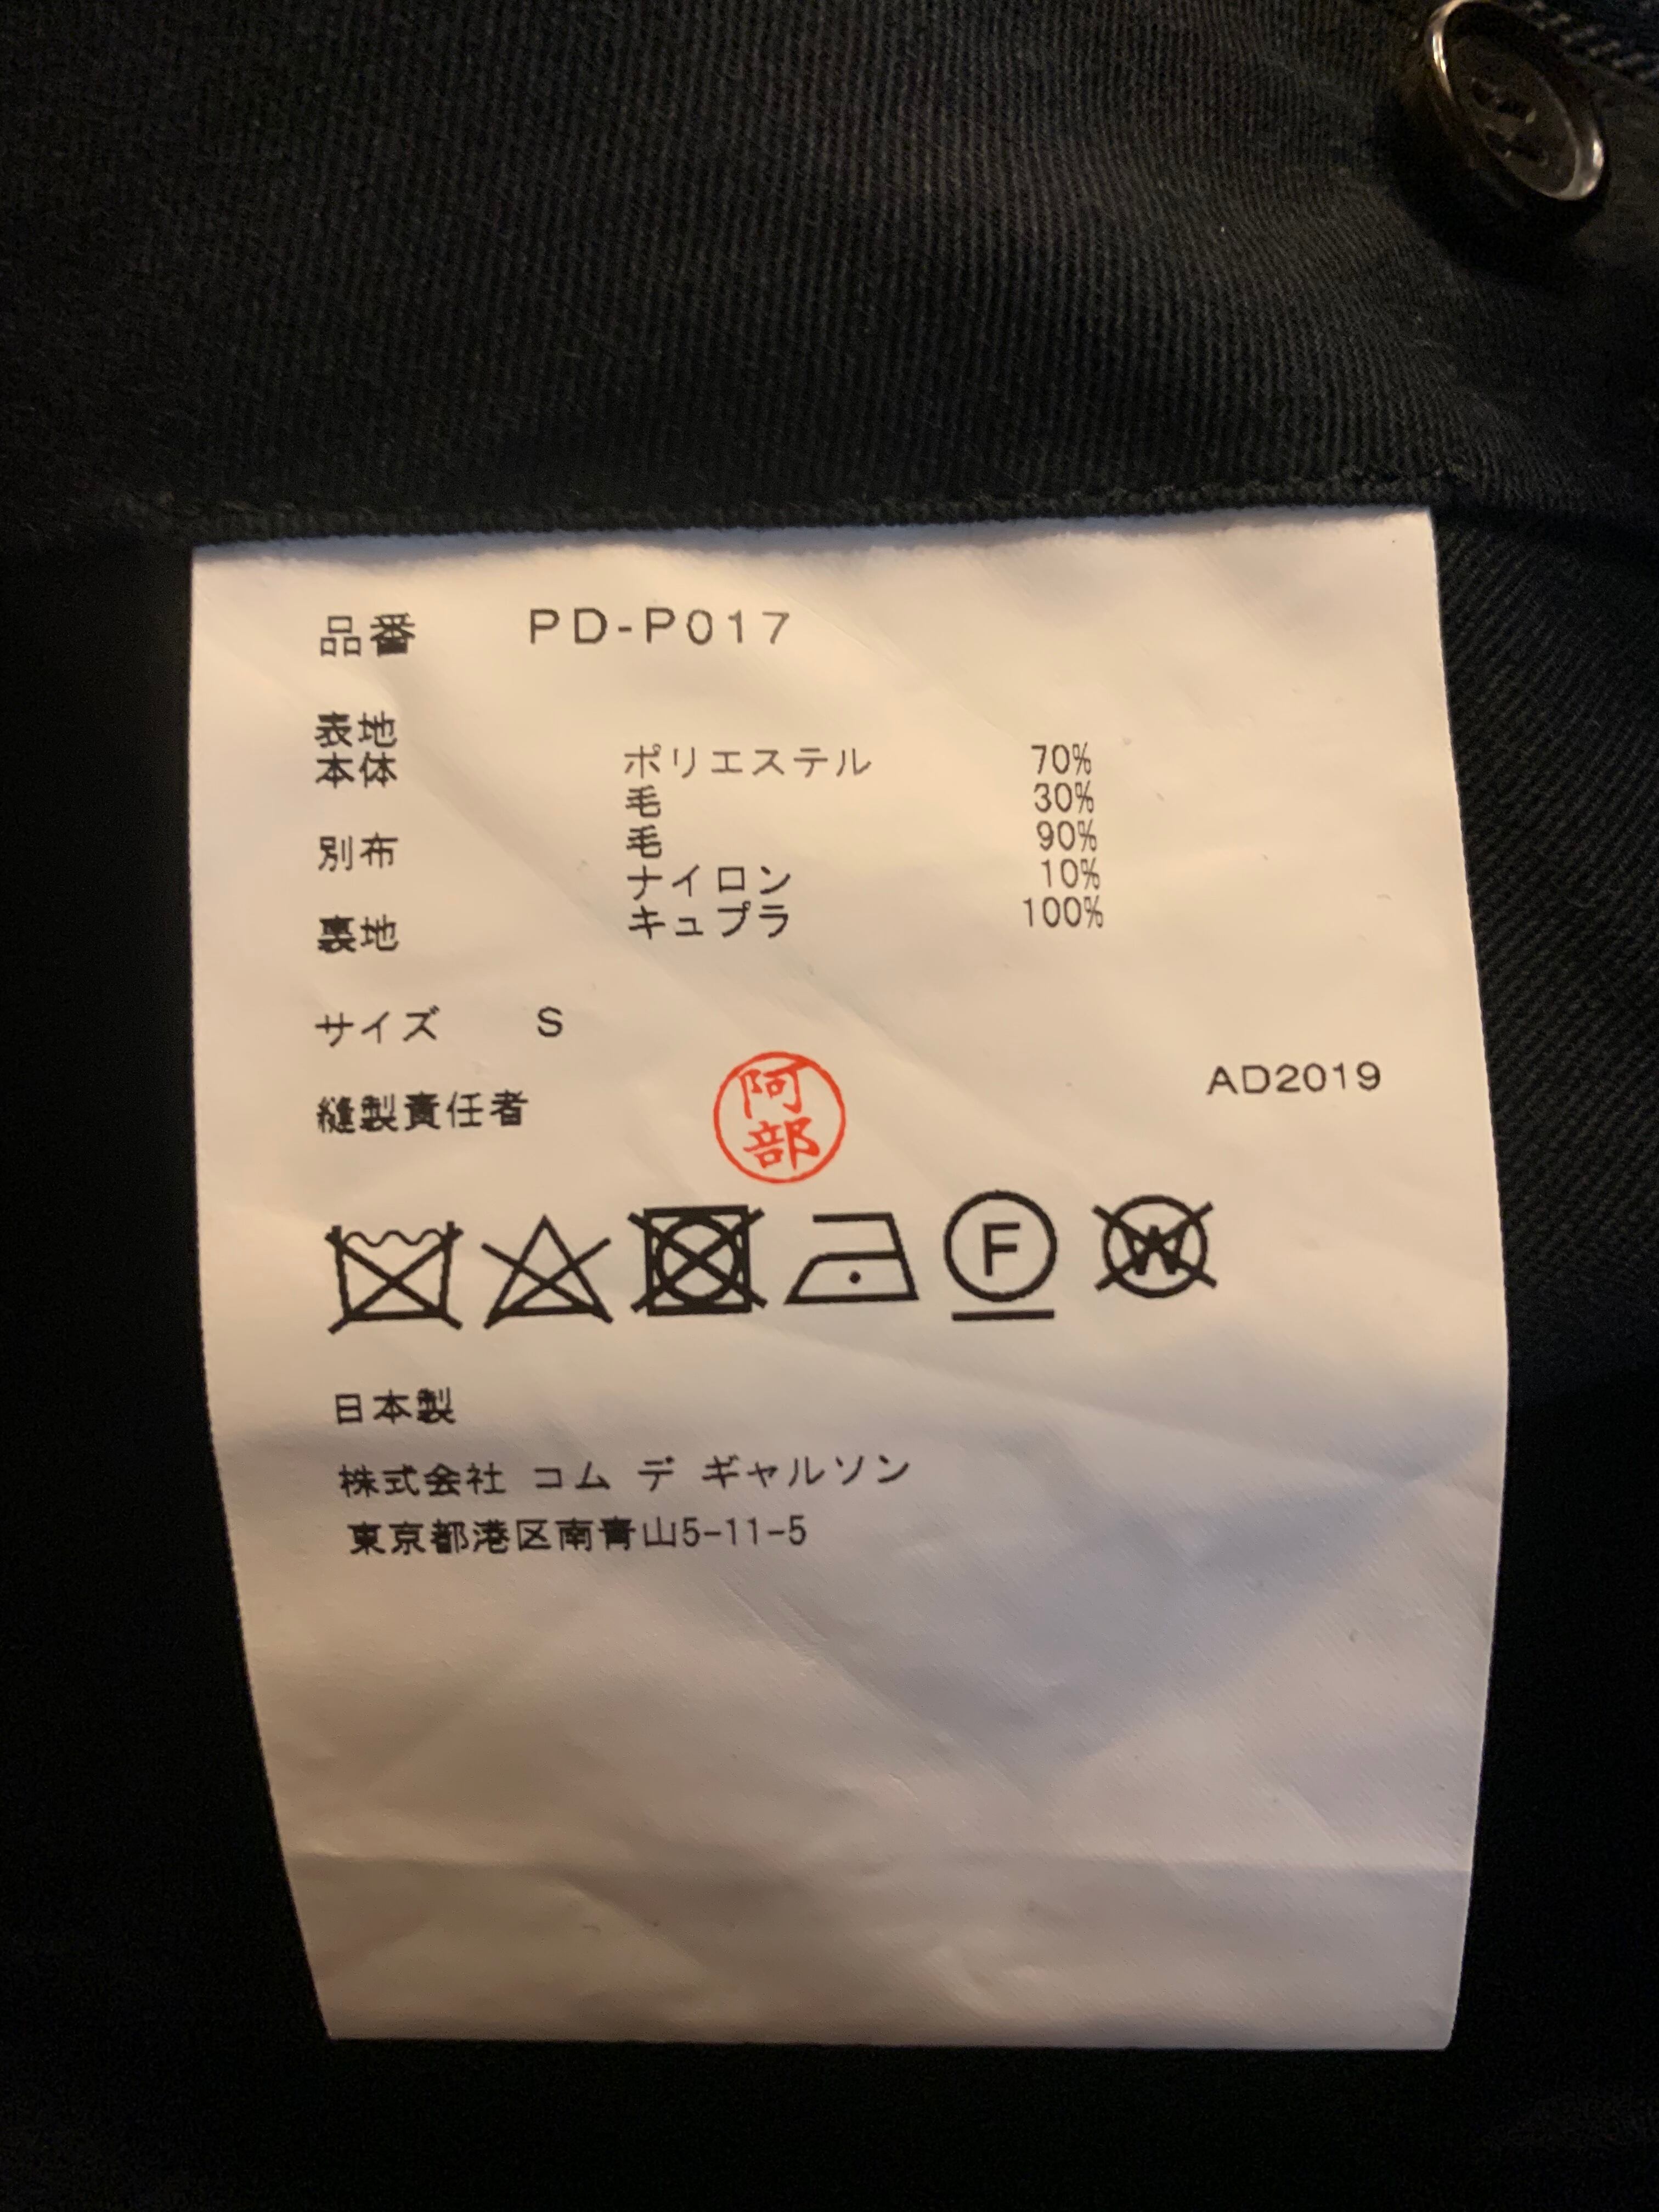 品番 PD-P017
表地
本体 ポリエステル 70%
毛 30%
別布 毛 90%
ナイロン 10%
裏地 キュプラ 100%
サイズ S
AD2019
縫製責任者 阿部
F W
日本製
株式会社 コム デ ギャルソン
東京都港区南青山5-11-5